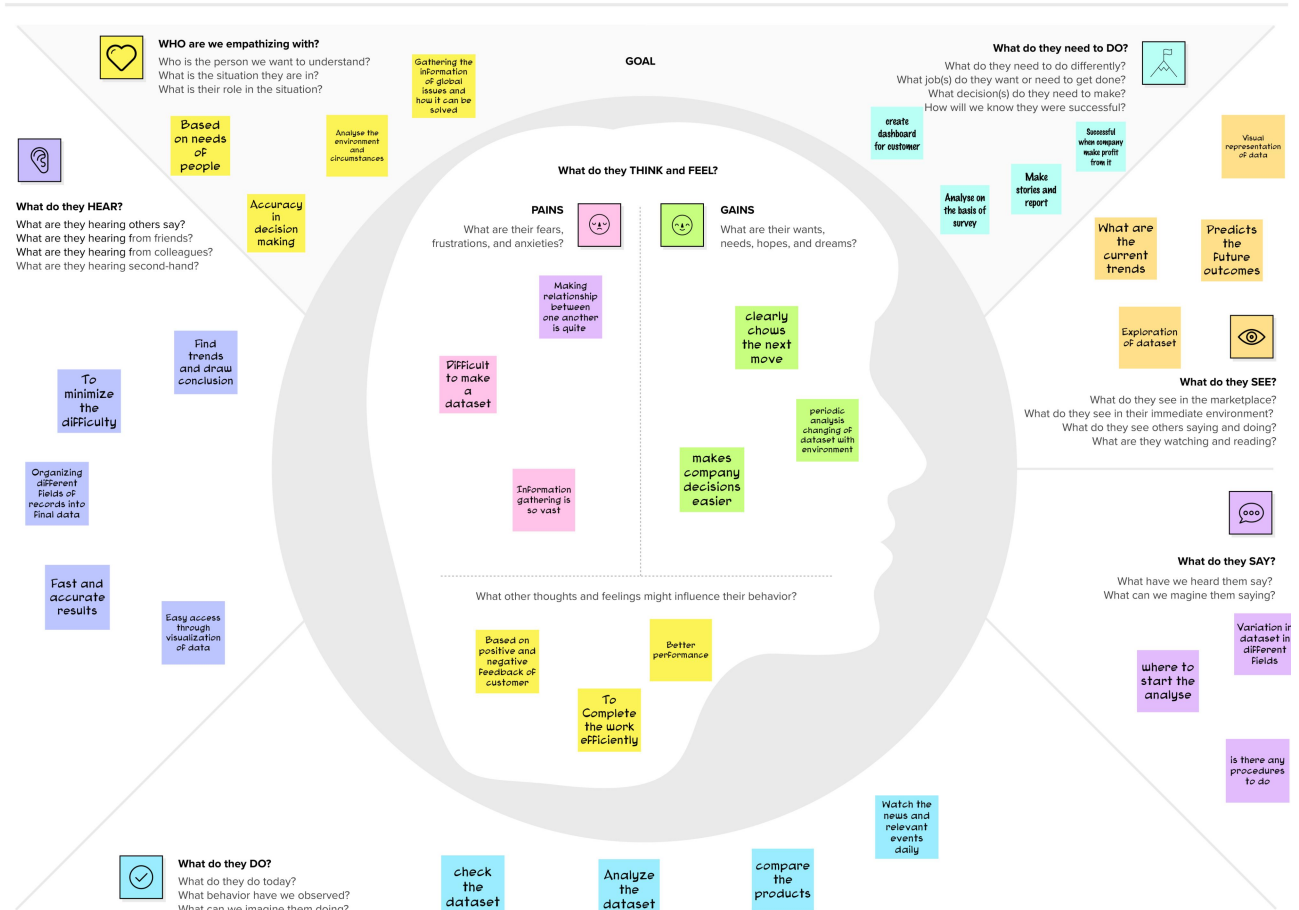 WHO are we empathizing with?
Who is the person we want to understand?
What is the situation they are in?
What is their role in the situation?
Gathering the
information
of global
issues and
how it can be
solved
Based
on needs
of
people
Analyse the
environment
and
circumstances
Accuracy
in
decision
making
GOAL
What do they need to DO?
What do they need to do differently?
What job(s) do they want or need to get done?
What decision(s) do they need to make?
How will we know they were successful?
create
dashboard
for customer
Successful
when company
make profit
from it
Make
stories and
report
Analyse on
the basis of
survey
Visual
representation
of data
What are
the
current
trends
Predicts
the
future
outcomes
Exploration
of dataset
What do they SEE?
What do they see in the marketplace?
What do they see in their immediate environment?
What do they see others saying and doing?
What are they watching and reading?
What do they HEAR?
What are they hearing others say?
What are they hearing from friends?
What are they hearing from colleagues?
What are they hearing second-hand?
Find
trends
and draw
conclusion
To
minimize
the
difficulty
Organizing
different
fields of
records into
final data
Fast and
accurate
results
Easy access
through
visualization
of data
What do they THINK and FEEL?
PAINS
What are their fears,
frustrations, and anxieties?
Making
relationship
between
one another
is quite
Difficult
to make
a
dataset
Information
gathering is
so vast
GAINS
What are their wants,
needs, hopes, and dreams?
clearly
chows
the next
move
periodic
analysis
changing of
dataset with
environment
makes
company
decisions
easier
What other thoughts and feelings might influence their behavior?
Based on
positive and
negative
feedback of
customer
Better
performance
To
Complete
the work
efficiently
What do they SAY?
What have we heard them say?
What can we magine them saying?
Variation in
dataset in
different
fields
where to
start the
analyse
is there any
procedures
to do
What do they DO?
What do they do today?
What behavior have we observed?
What can we imagine them doing?
check
the
dataset
Analyze
the
dataset
compare
the
products
Watch the
news and
relevant
events
daily